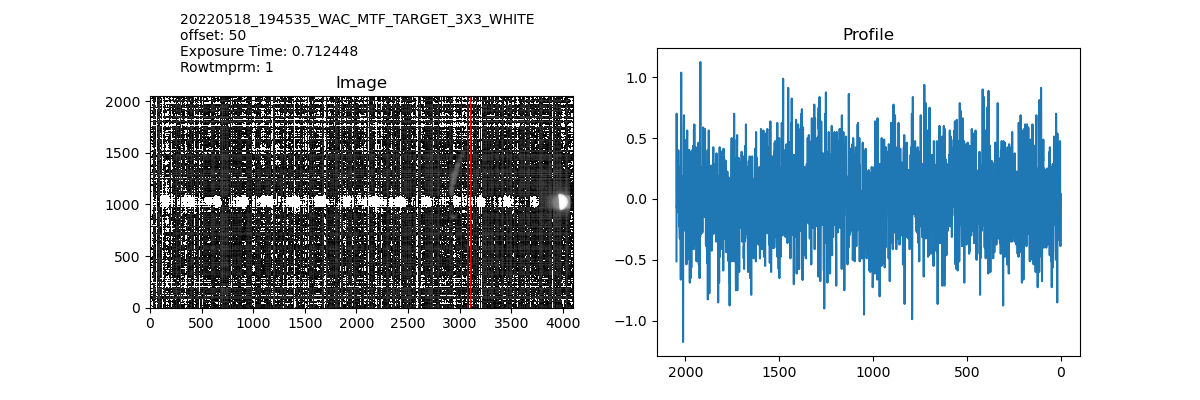 20220518_194535_WAC_MTF_TARGET_3X3_WHITE
offset: 50
Exposure Time: 0.712448
Rowtmprm: 1
Image
2000
1500
1000
500
0
0 500 1000 1500 2000 2500 3000 3500 4000
Profile
1.0
0.5
0.0
−0.5
−1.0
2000 1500 1000 500 0